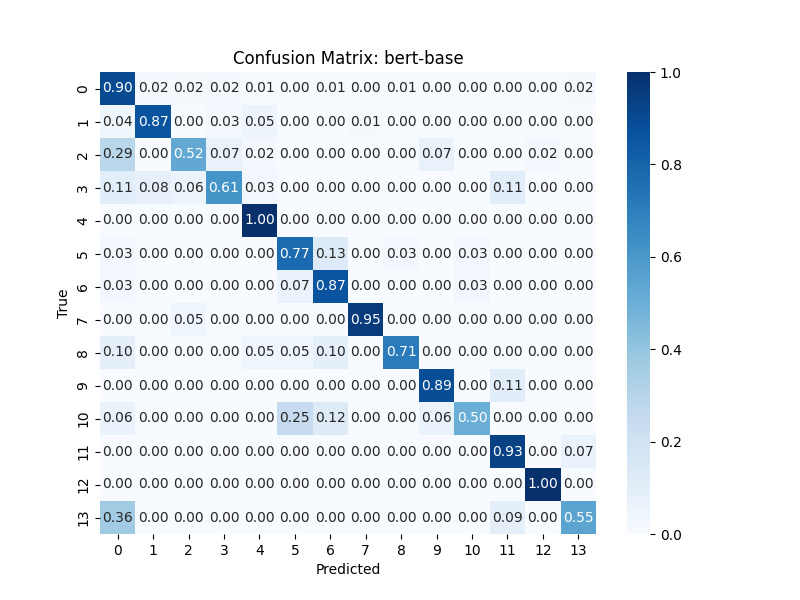 Confusion Matrix: bert-base
0 0.90 0.02 0.02 0.02 0.01 0.00 0.01 0.00 0.01 0.00 0.00 0.00 0.00 0.02
1 0.04 0.87 0.00 0.03 0.05 0.00 0.00 0.01 0.00 0.00 0.00 0.00 0.00 0.00
2 0.29 0.00 0.52 0.07 0.02 0.00 0.00 0.00 0.00 0.07 0.00 0.00 0.02 0.00
3 0.11 0.08 0.06 0.61 0.03 0.00 0.00 0.00 0.00 0.00 0.00 0.11 0.00 0.00
4 0.00 0.00 0.00 0.00 1.00 0.00 0.00 0.00 0.00 0.00 0.00 0.00 0.00 0.00
5 0.03 0.00 0.00 0.00 0.00 0.77 0.13 0.00 0.03 0.00 0.03 0.00 0.00 0.00
6 0.03 0.00 0.00 0.00 0.00 0.07 0.87 0.00 0.00 0.00 0.03 0.00 0.00 0.00
7 0.00 0.00 0.05 0.00 0.00 0.00 0.00 0.95 0.00 0.00 0.00 0.00 0.00 0.00
8 0.10 0.00 0.00 0.00 0.05 0.05 0.10 0.00 0.71 0.00 0.00 0.00 0.00 0.00
9 0.00 0.00 0.00 0.00 0.00 0.00 0.00 0.00 0.00 0.89 0.00 0.11 0.00 0.00
10 0.06 0.00 0.00 0.00 0.00 0.25 0.12 0.00 0.00 0.06 0.50 0.00 0.00 0.00
11 0.00 0.00 0.00 0.00 0.00 0.00 0.00 0.00 0.00 0.00 0.00 0.93 0.00 0.07
12 0.00 0.00 0.00 0.00 0.00 0.00 0.00 0.00 0.00 0.00 0.00 0.00 1.00 0.00
13 0.36 0.00 0.00 0.00 0.00 0.00 0.00 0.00 0.00 0.00 0.00 0.09 0.00 0.55
0 1 2 3 4 5 6 7 8 9 10 11 12 13
Predicted
True
1.0
0.8
0.6
0.4
0.2
0.0